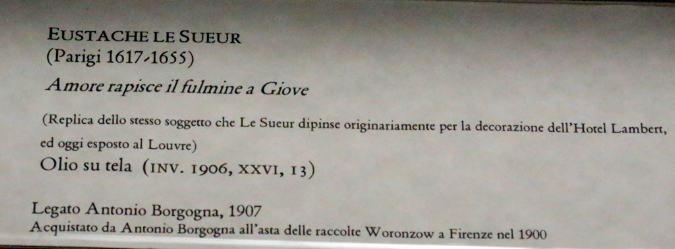 EUSTACHE LE SUEUR
(Parigi 1617-1655)
Amore rapisce il fulmine a Giove
(Replica dello stesso soggetto che Le Sueur dipinse originariamente per la decorazione dell'Hotel Lambert,
ed oggi esposto al Louvre)
Olio su tela (INV. 1906, XXVI, 13)
Legato Antonio Borgogna, 1907
Acquistato da Antonio Borgogna all'asta delle raccolte Woronzow a Firenze nel 1900